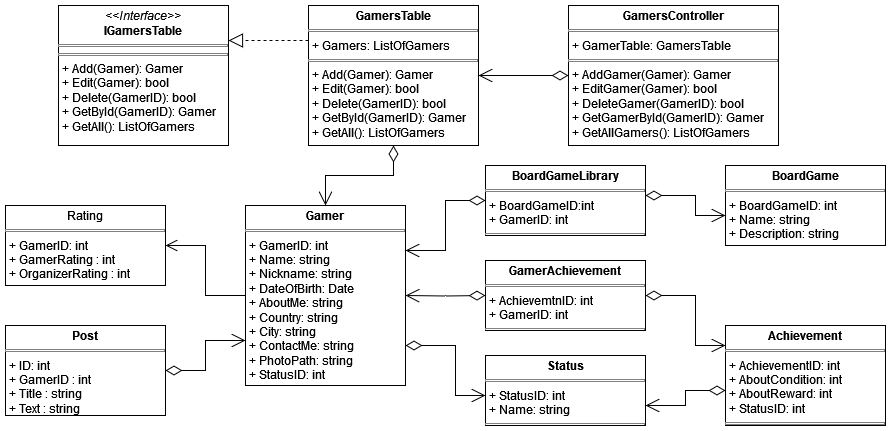 <<Interface>>
IGamersTable
+ Add(Gamer): Gamer
+ Edit(Gamer): bool
+ Delete(GamerID): bool
+ GetById(GamerID): Gamer
+ GetAll(): ListOfGamers
GamersTable
+ Gamers: ListOfGamers
+ Add(Gamer): Gamer
+ Edit(Gamer): bool
+ Delete(GamerID): bool
+ GetById(GamerID): Gamer
+ GetAll(): ListOfGamers
GamersController
+ GamerTable: GamersTable
+ AddGamer(Gamer): Gamer
+ EditGamer(Gamer): bool
+ DeleteGamer(GamerID): bool
+ GetGamerById(GamerID): Gamer
+ GetAllGamers(): ListOfGamers
Rating
+ GamerID: int
+ GamerRating : int
+ OrganizerRating : int
Post
+ ID: int
+ GamerID : int
+ Title : string
+ Text : string
Gamer
+ GamerID: int
+ Name: string
+ Nickname: string
+ DateOfBirth: Date
+ AboutMe: string
+ Country: string
+ City: string
+ ContactMe: string
+ PhotoPath: string
+ StatusID: int
BoardGameLibrary
+ BoardGameID:int
+ GamerID: int
BoardGame
+ BoardGameID: int
+ Name: string
+ Description: string
GamerAchievement
+ AchievemtnID: int
+ GamerID: int
Status
+ StatusID: int
+ Name: string
Achievement
+ AchievementID: int
+ AboutCondition: int
+ AboutReward: int
+ StatusID: int